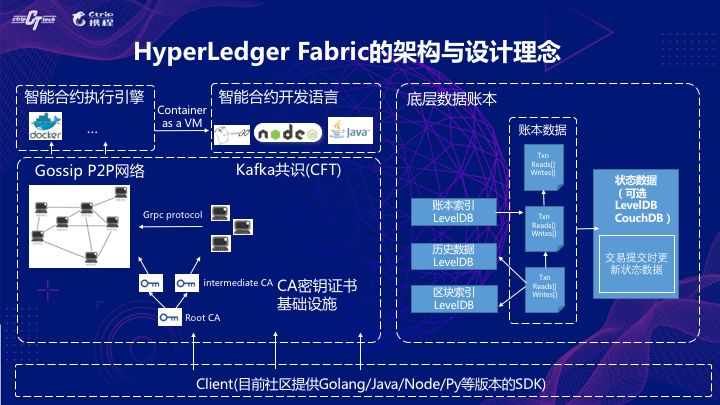 ctrip tech
Ctrip
携程
HyperLedger Fabric的架构与设计理念
智能合约执行引擎
docker
...
Container
as a VM
智能合约开发语言
node
Java
底层数据账本
账本数据
Txn
Reads[]
Writes[]
Txn
Reads[]
Writes[]
Txn
Reads[]
Writes[]
账本索引
LevelDB
历史数据
LevelDB
区块索引
LevelDB
状态数据
（可选
LevelDB
CouchDB）
交易提交时更
新状态数据
Gossip P2P网络
Kafka共识(CFT)
Grpc protocol
intermediate CA
Root CA
CA密钥证书
基础设施
Client(目前社区提供Golang/Java/Node/Py等版本的SDK)